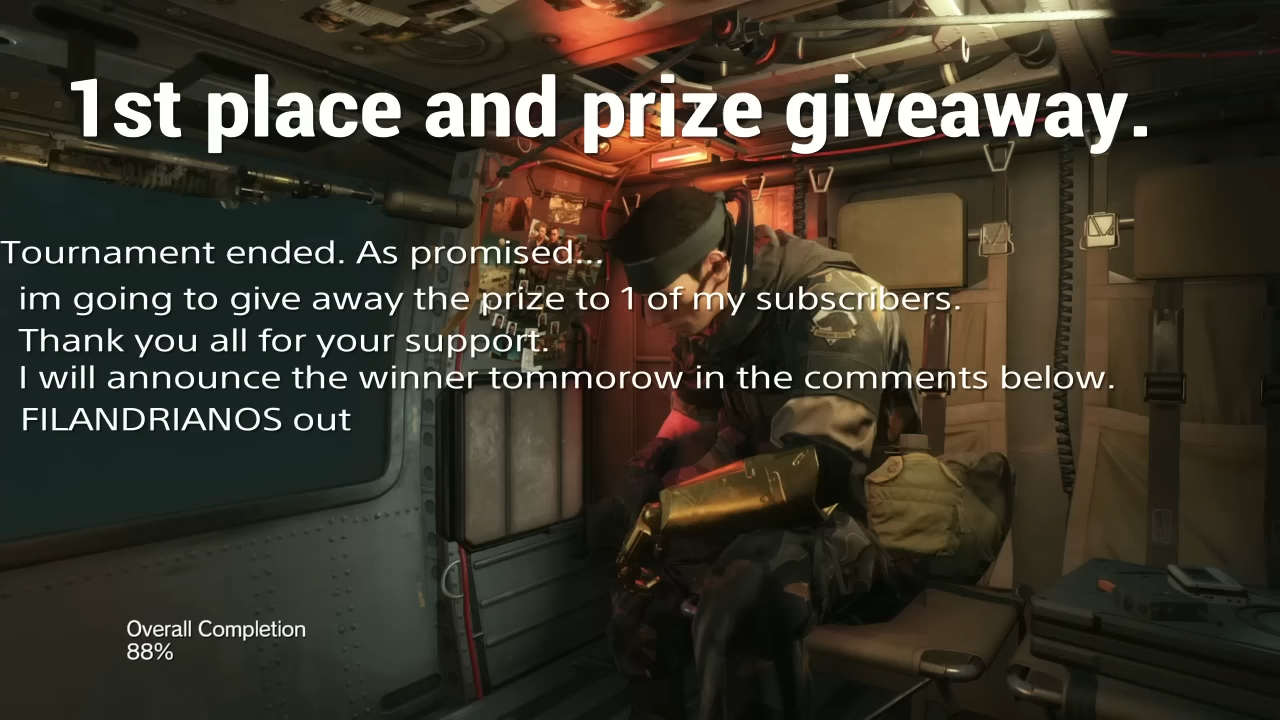 1st place and prize giveaway.
Tournament ended. As promised...
im going to give away the prize to 1 of my subscribers.
Thank you all for your support.
I will announce the winner tommorow in the comments below.
FILANDRIANOS out
Overall Completion
88%